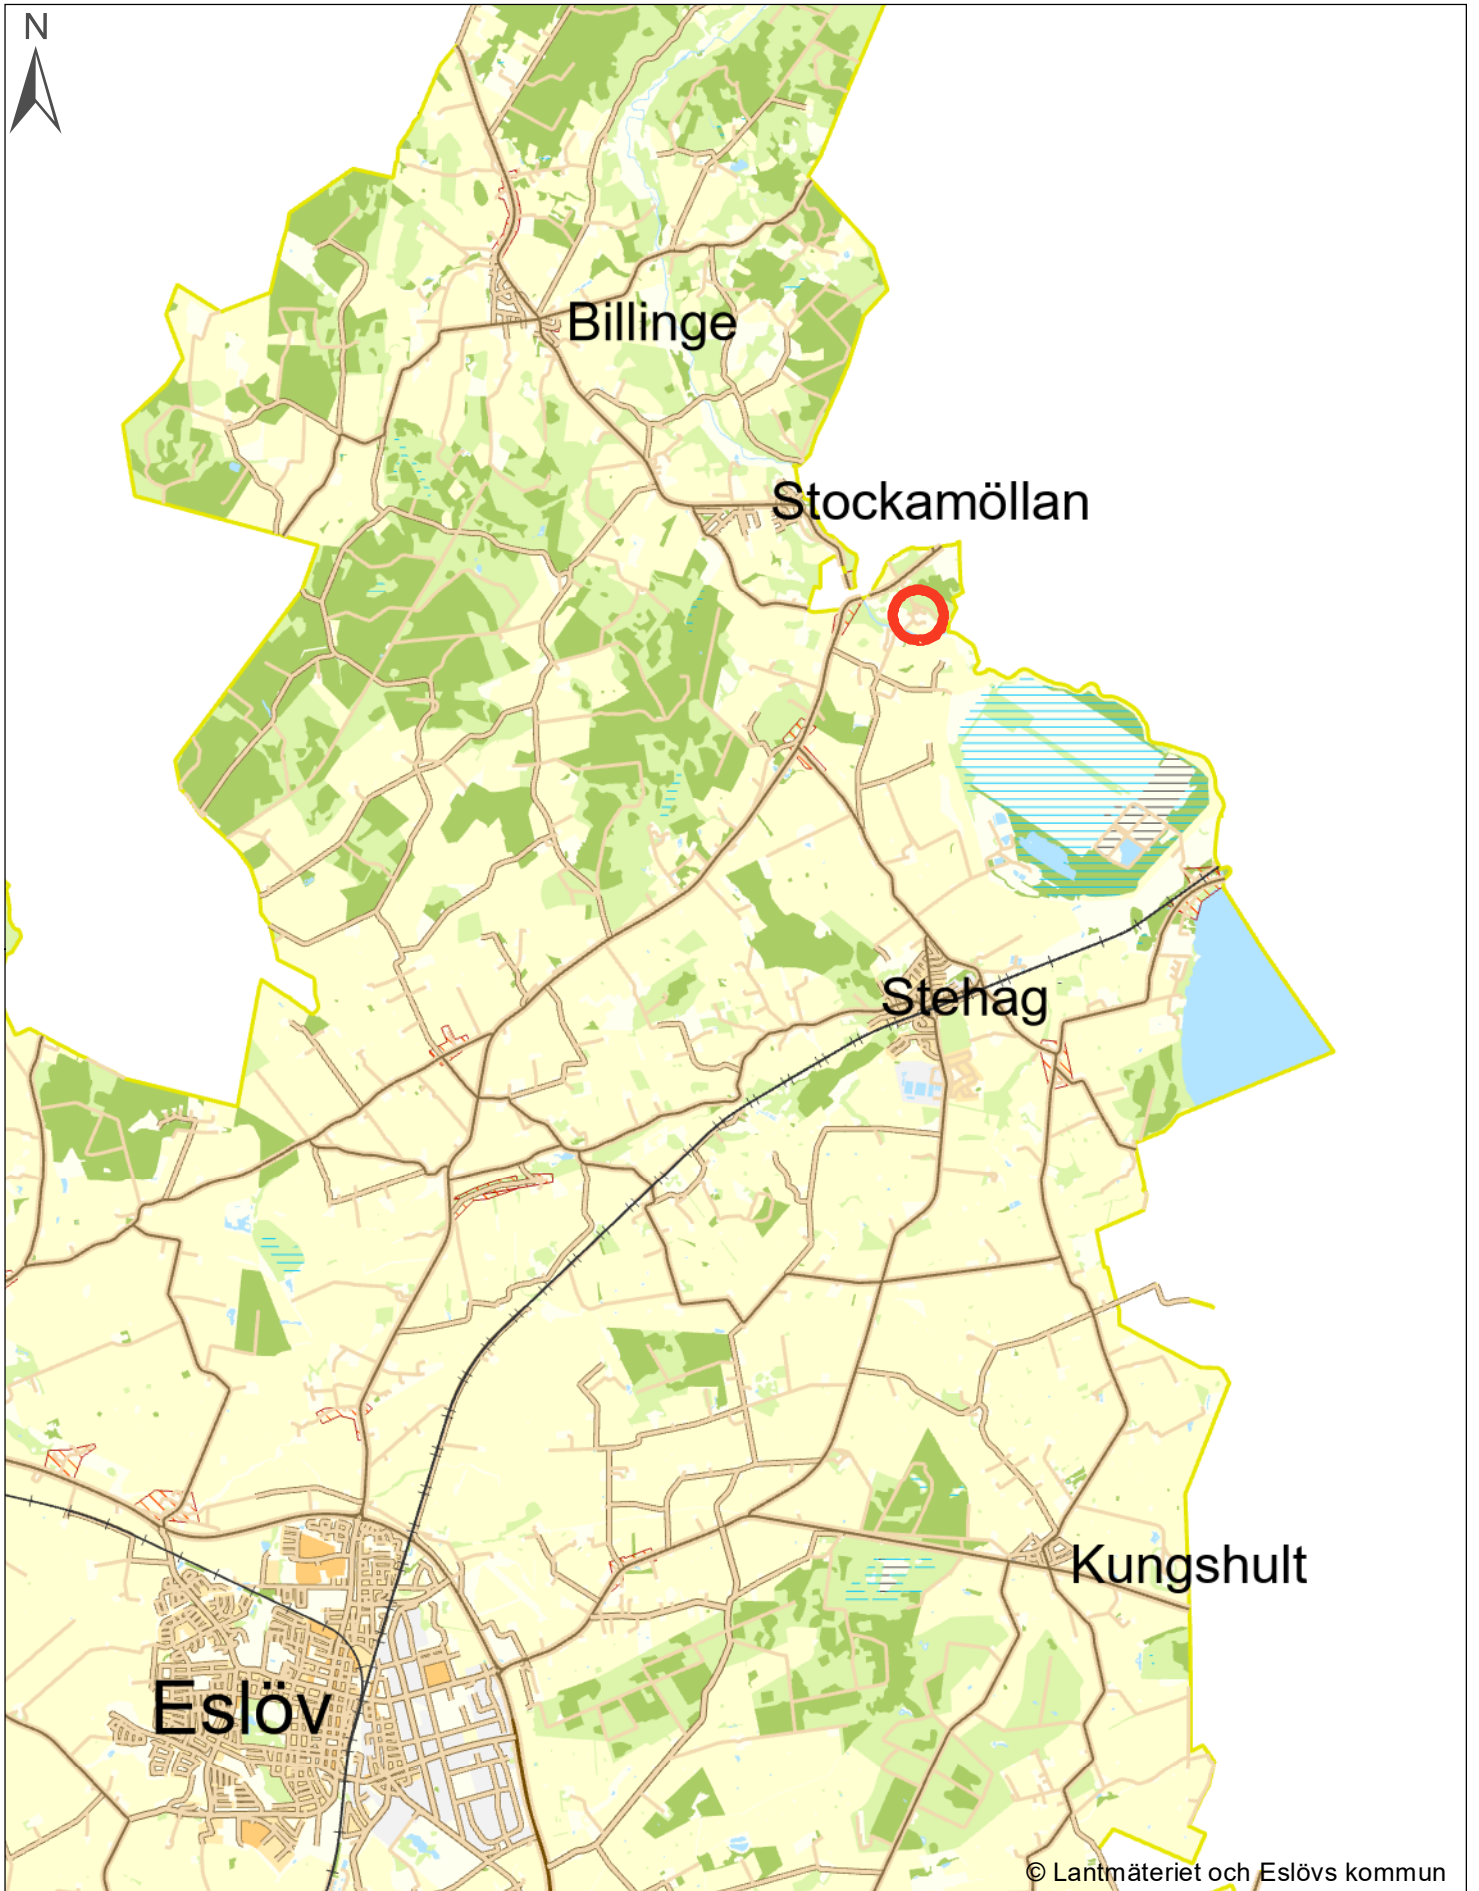 N
Billinge
Stockamöllan
Stehag
Kungshult
Eslöv
© Lantmäteriet och Eslövs kommun